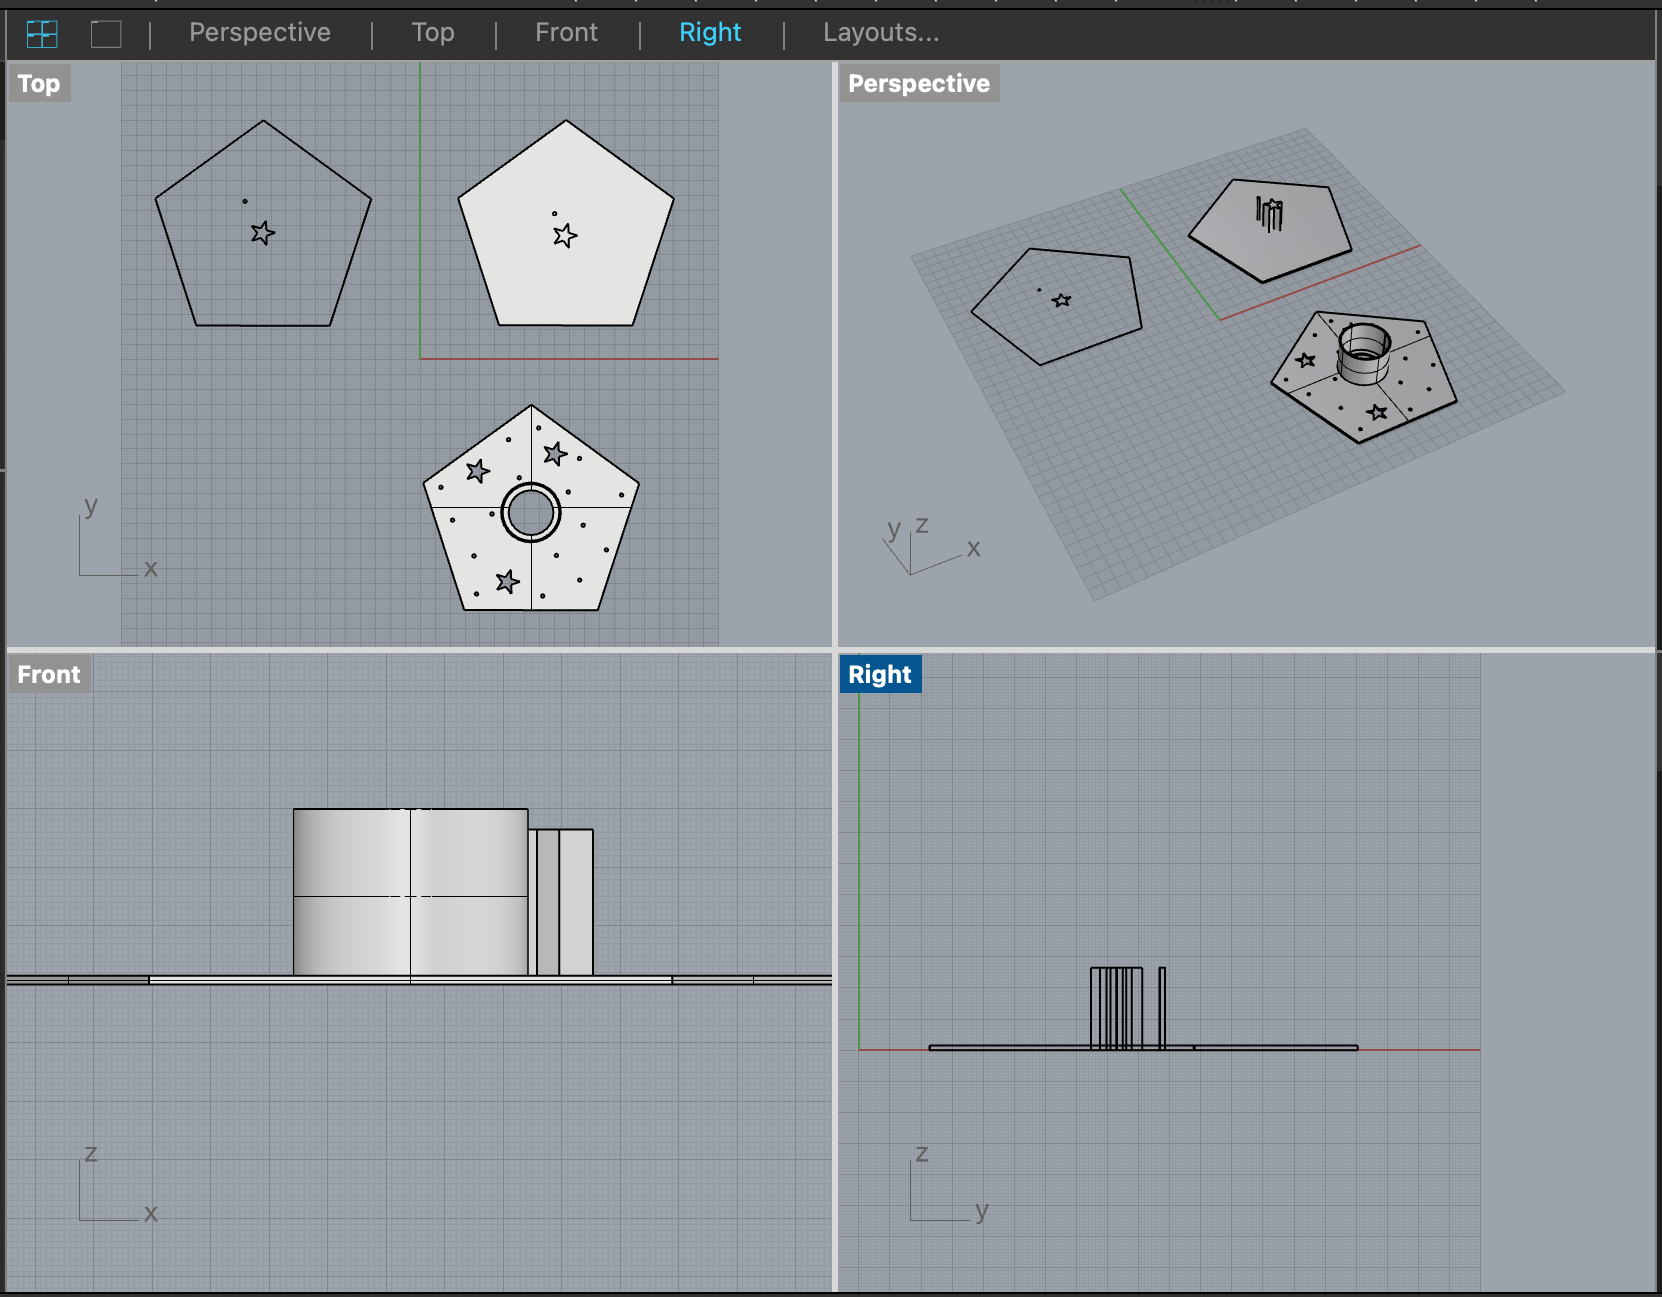 Perspective | Top | Front | Right | Layouts...
Top
y
x
Perspective
y z
x
Front
z
x
Right
z
y